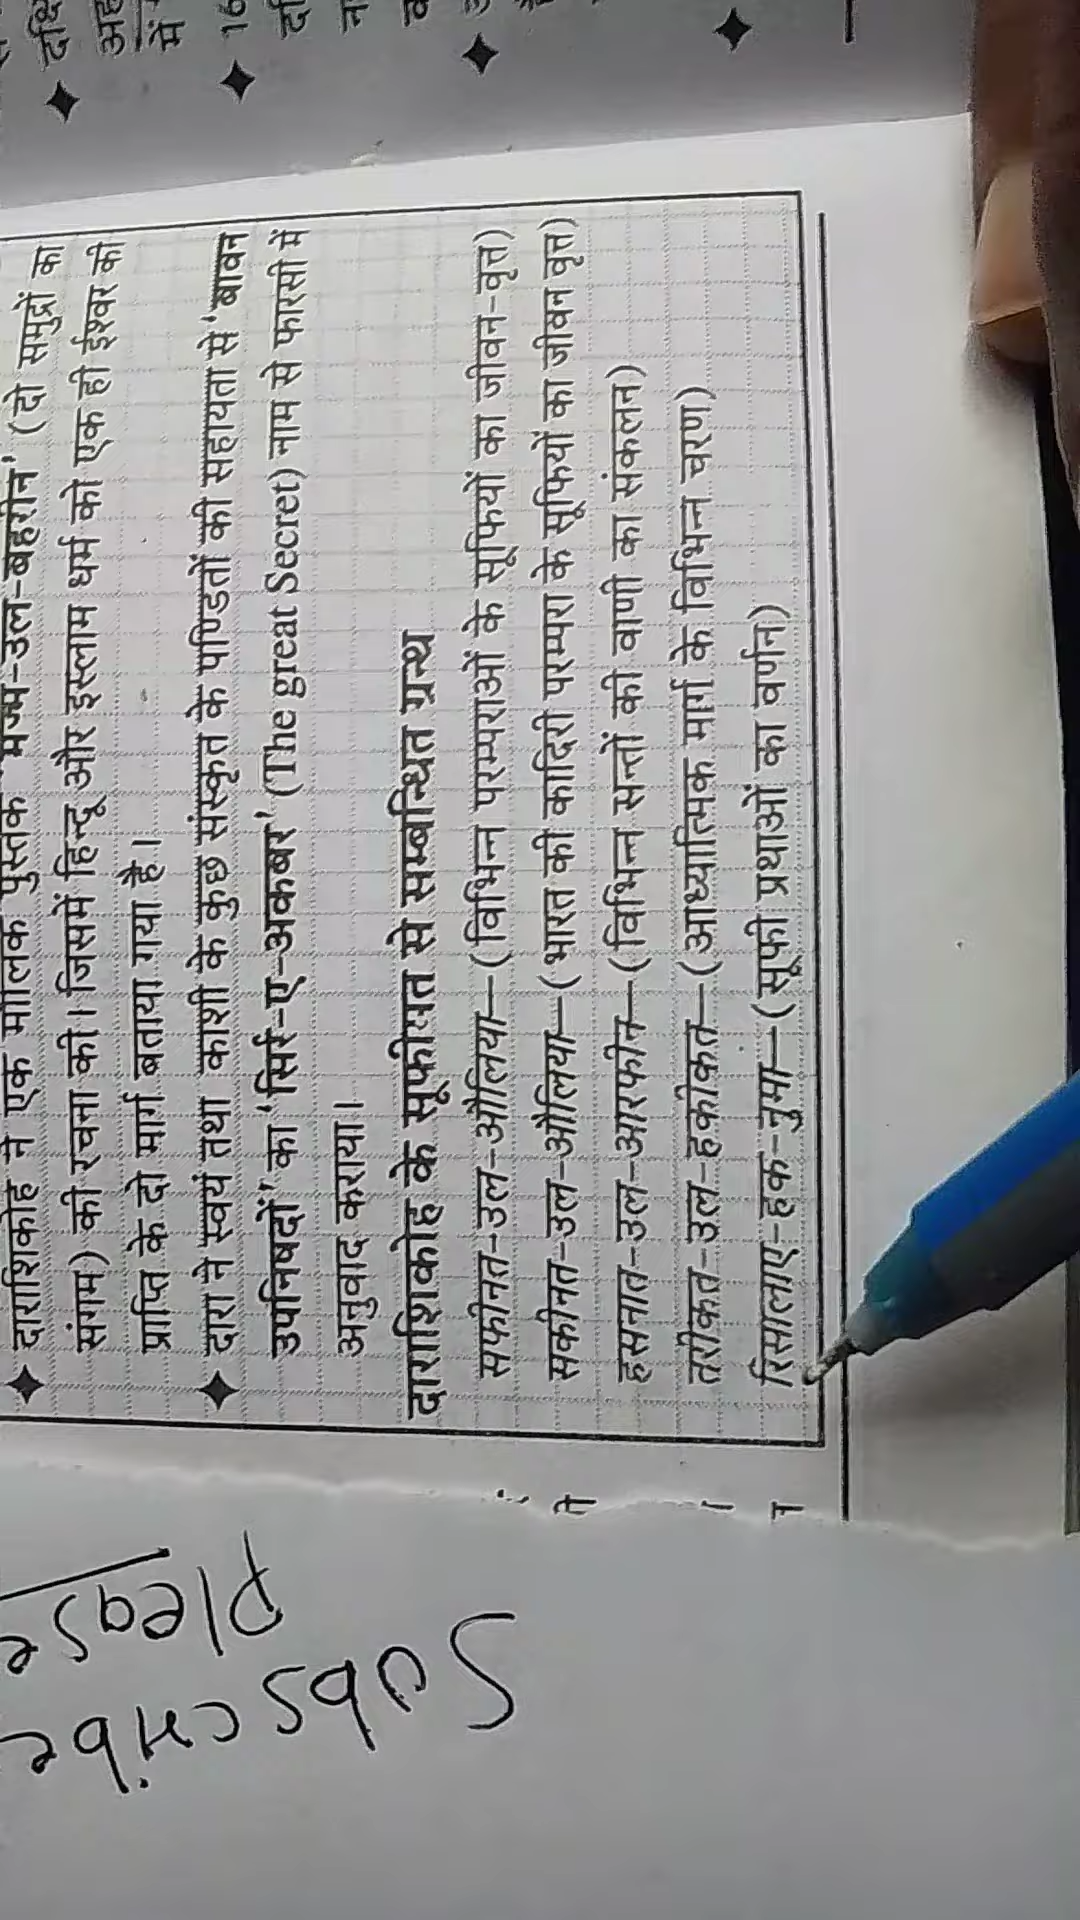 ✦ दाराशिकोह ने एक मौलिक पुस्तक 'मज्म-उल-बहरीन' (दो समुद्रों का
संगम) की रचना की। जिसमें हिन्दू और इस्लाम धर्म को एक ही ईश्वर की
प्राप्ति के दो मार्ग बताया गया है।
✦ दारा ने स्वयं तथा काशी के कुछ संस्कृत के पण्डितों की सहायता से 'बावन
उपनिषदों' का 'सिर्र-ए-अकबर' (The great Secret) नाम से फारसी में
अनुवाद कराया।
दाराशिकोह के सूफीयत से सम्बन्धित ग्रन्थ
सफीनत-उल-औलिया—(विभिन्न परम्पराओं के सूफियों का जीवन-वृत्त)
सकीनत-उल-औलिया—(भारत की कादिरी परम्परा के सूफियों का जीवन वृत्त)
हसनात-उल-आरफीन—(विभिन्न सन्तों की वाणी का संकलन)
तरीकत-उल-हकीकत—(आध्यात्मिक मार्ग के विभिन्न चरण)
रिसालाए-हक-नुमा—(सूफी प्रथाओं का वर्णन)
✦ 16
Please
Subscribe